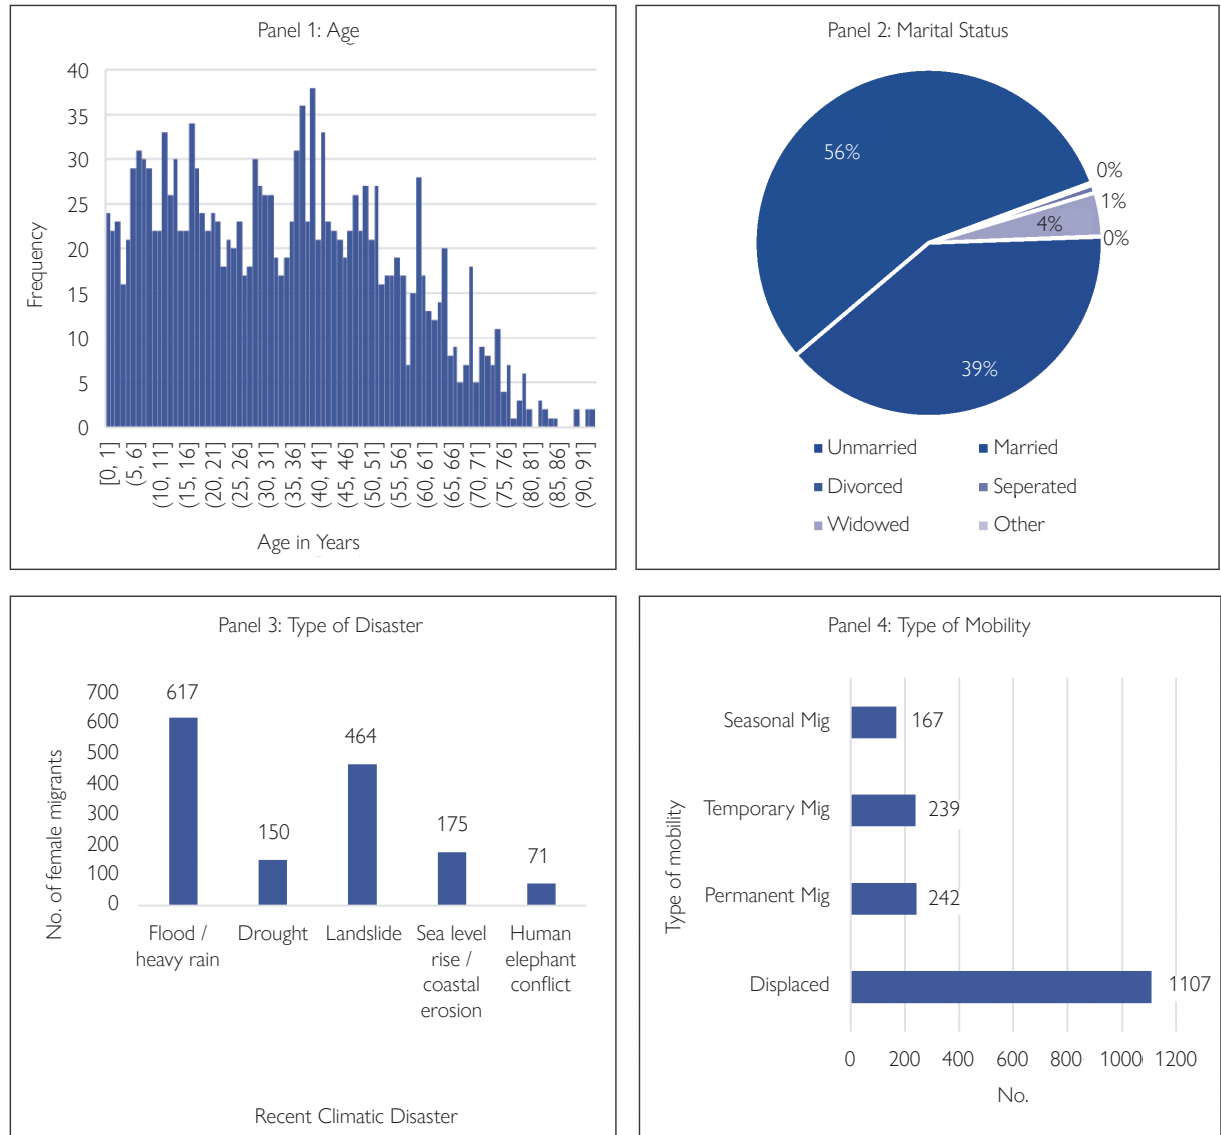 Panel 1: Age
40
35
30
25
20
15
10
5
0
Frequency
[0, 1]
(5, 6]
(10, 11]
(15, 16]
(20, 21]
(25, 26]
(30, 31]
(35, 36]
(40, 41]
(45, 46]
(50, 51]
(55, 56]
(60, 61]
(65, 66]
(70, 71]
(75, 76]
(80, 81]
(85, 86]
(90, 91]
Age in Years
Panel 2: Marital Status
56%
0%
1%
4%
0%
39%
Unmarried Married
Divorced Seperated
Widowed Other
Panel 3: Type of Disaster
No. of female migrants
700
600
500
400
300
200
100
0
617
150
464
175
71
Flood /
heavy rain
Drought
Landslide
Sea level
rise /
coastal
erosion
Human
elephant
conflict
Recent Climatic Disaster
Panel 4: Type of Mobility
Type of mobility
Seasonal Mig 167
Temporary Mig 239
Permanent Mig 242
Displaced 1107
0 200 400 600 800 1000 1200
No.